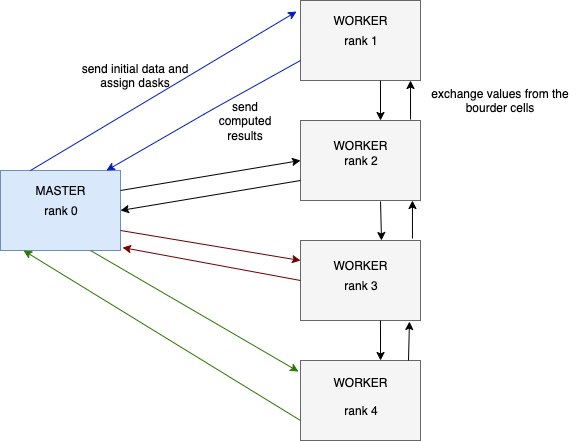 WORKER
rank 1
send initial data and
assign dasks
exchange values from the
bourder cells
send
computed
results
WORKER
rank 2
MASTER
rank 0
WORKER
rank 3
WORKER
rank 4